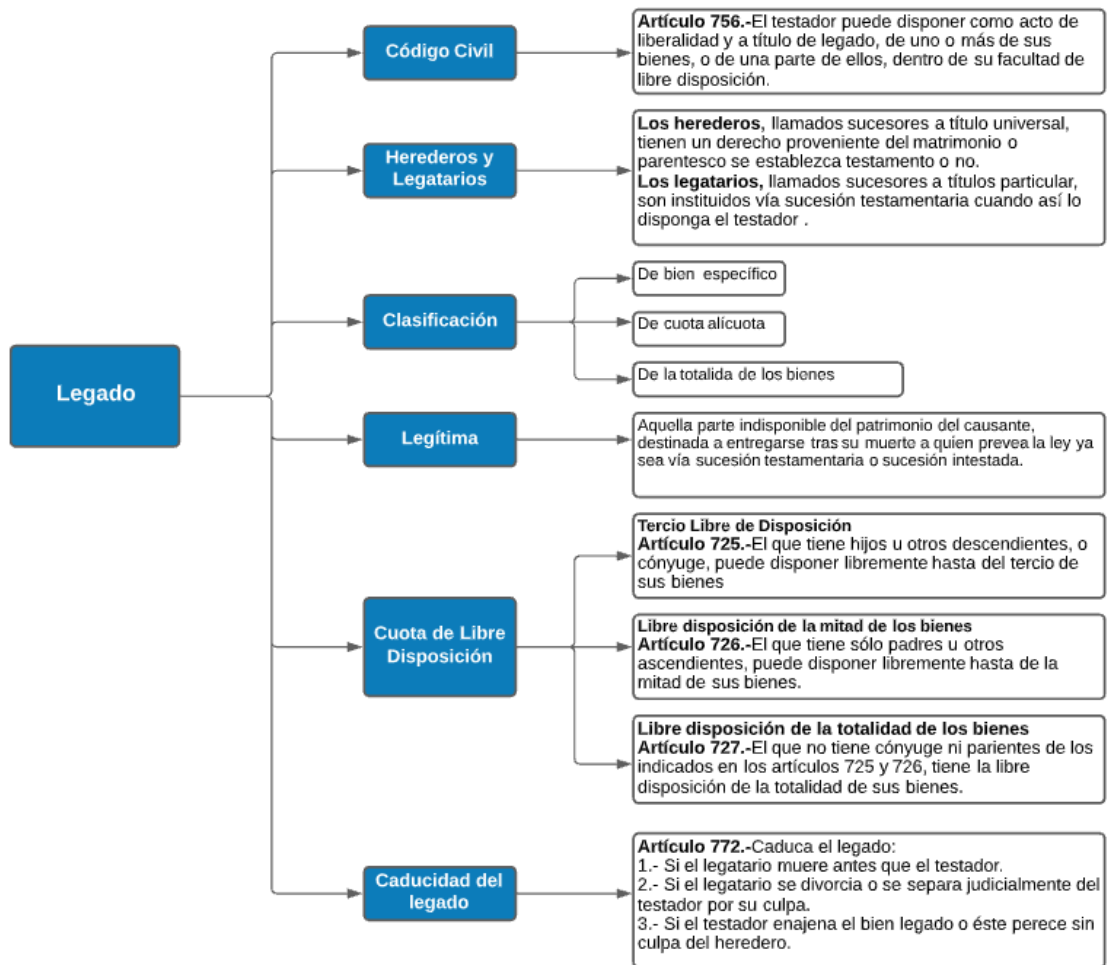 Legado
Código Civil
Artículo 756.-El testador puede disponer como acto de
liberalidad y a título de legado, de uno o más de sus
bienes, o de una parte de ellos, dentro de su facultad de
libre disposición.
Herederos y
Legatarios
Los herederos, llamados sucesores a título universal,
tienen un derecho proveniente del matrimonio o
parentesco se establezca testamento o no.
Los legatarios, llamados sucesores a títulos particular,
son instituidos vía sucesión testamentaria cuando así lo
disponga el testador .
Clasificación
De bien específico
De cuota alícuota
De la totalida de los bienes
Legítima
Aquella parte indisponible del patrimonio del causante,
destinada a entregarse tras su muerte a quien prevea la ley ya
sea vía sucesión testamentaria o sucesión intestada.
Cuota de Libre
Disposición
Tercio Libre de Disposición
Artículo 725.-El que tiene hijos u otros descendientes, o
cónyuge, puede disponer libremente hasta del tercio de
sus bienes
Libre disposición de la mitad de los bienes
Artículo 726.-El que tiene sólo padres u otros
ascendientes, puede disponer libremente hasta de la
mitad de sus bienes.
Libre disposición de la totalidad de los bienes
Artículo 727.-El que no tiene cónyuge ni parientes de los
indicados en los artículos 725 y 726, tiene la libre
disposición de la totalidad de sus bienes.
Caducidad del
legado
Artículo 772.-Caduca el legado:
1.- Si el legatario muere antes que el testador.
2.- Si el legatario se divorcia o se separa judicialmente del
testador por su culpa.
3.- Si el testador enajena el bien legado o éste perece sin
culpa del heredero.